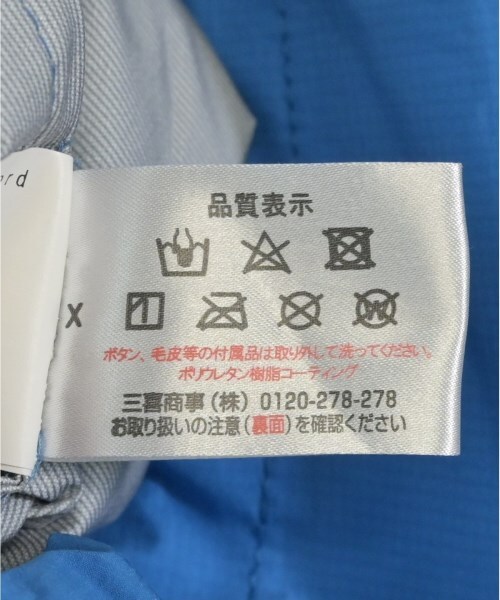 erd
品質表示
X
W
ボタン、毛皮等の付属品は取り外して洗ってください。
ポリウレタン樹脂コーティング
三喜商事(株) 0120-278-278
お取り扱いの注意(裏面)を確認ください